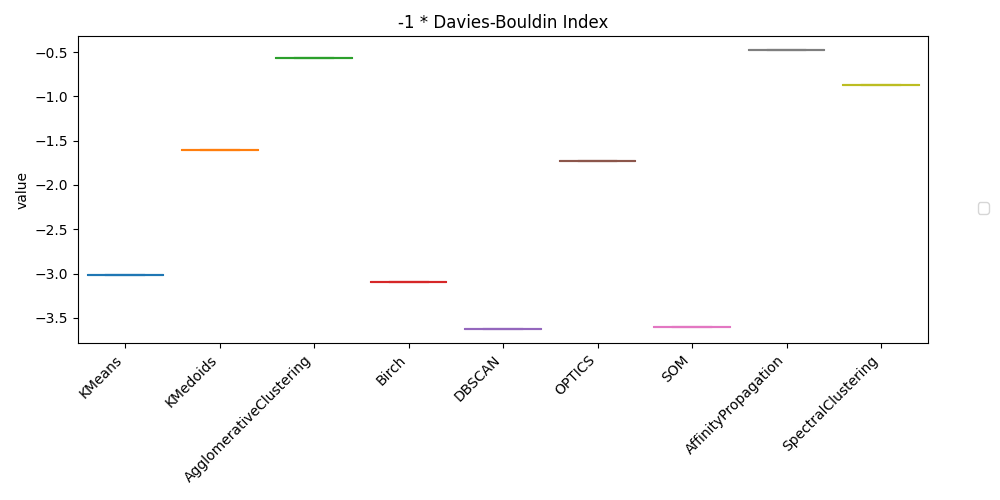 -1 * Davies-Bouldin Index
value
−0.5
−1.0
−1.5
−2.0
−2.5
−3.0
−3.5
KMeans
KMedoids
AgglomerativeClustering
Birch
DBSCAN
OPTICS
SOM
AffinityPropagation
SpectralClustering